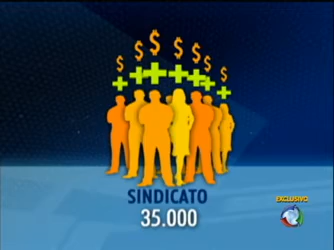 $ $ $ $ $ $
SINDICATO
35.000
EXCLUSIVO